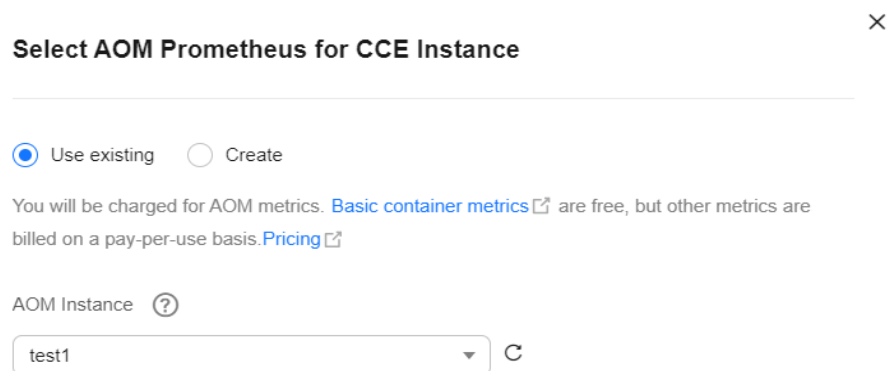 Select AOM Prometheus for CCE Instance
Use existing Create
You will be charged for AOM metrics. Basic container metrics are free, but other metrics are
billed on a pay-per-use basis.Pricing
AOM Instance ?
test1